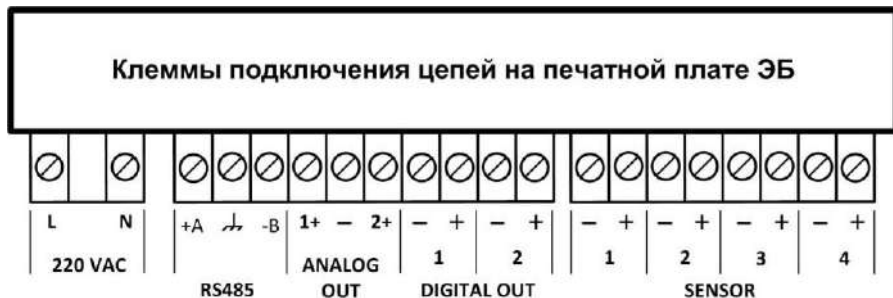 Клеммы подключения цепей на печатной плате ЭБ
L N +A -B 1+ − 2+ − + − + − + − + − + − +
220 VAC 1 2 1 2 3 4
RS485 ANALOG OUT DIGITAL OUT SENSOR